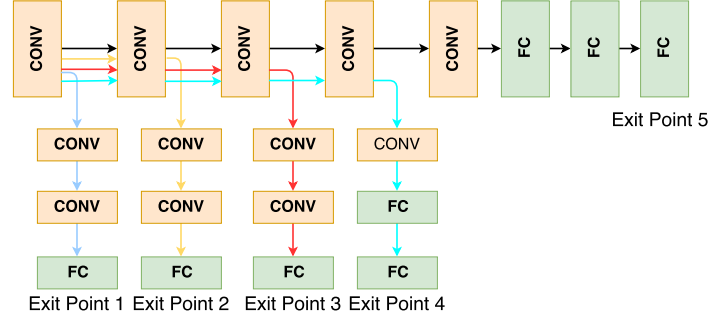 CONV
CONV
CONV
CONV
CONV
FC
FC
FC
Exit Point 5
CONV
CONV
CONV
CONV
CONV
CONV
CONV
FC
FC
FC
FC
FC
Exit Point 1
Exit Point 2
Exit Point 3
Exit Point 4